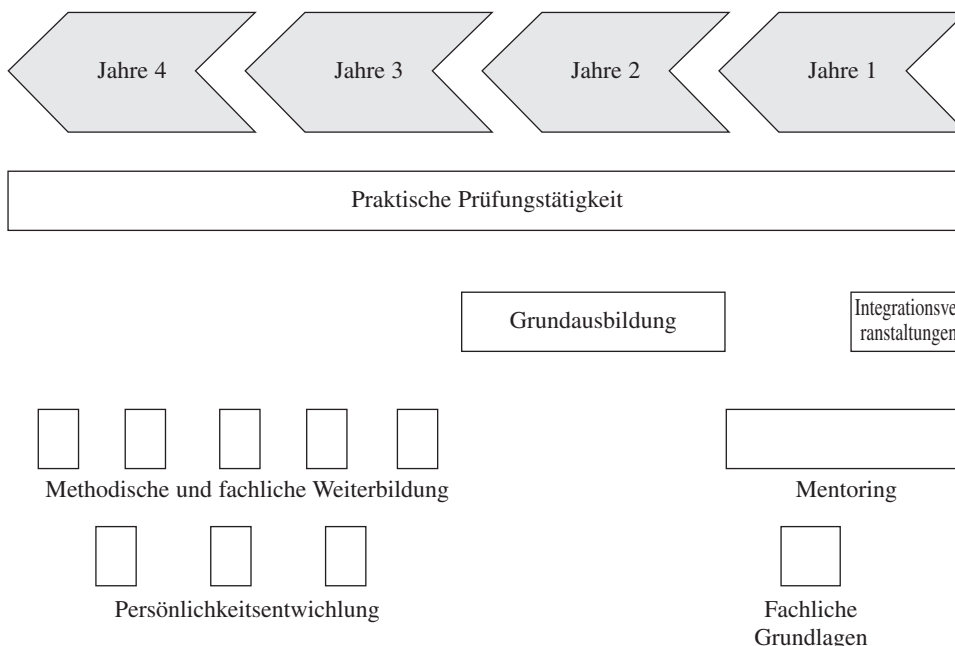 Jahre 4
Jahre 3
Jahre 2
Jahre 1
Praktische Prüfungstätigkeit
Grundausbildung
Integrationsve
ranstaltungen
Methodische und fachliche Weiterbildung
Mentoring
Persönlichkeitsentwichlung
Fachliche
Grundlagen